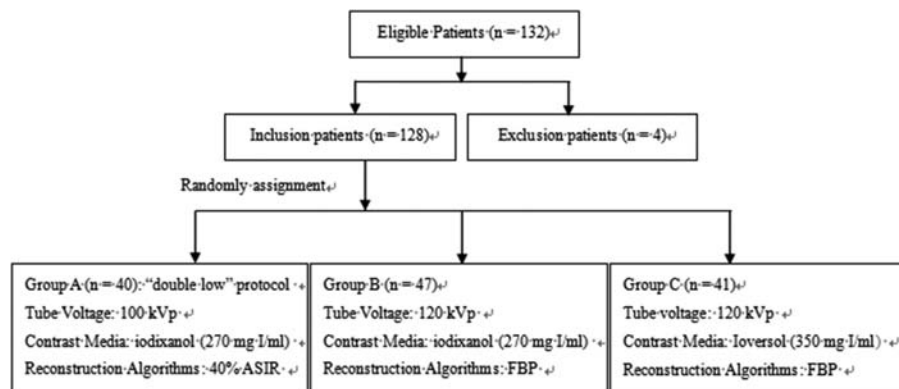 Eligible Patients (n = 132)
Inclusion patients (n = 128)
Exclusion patients (n = 4)
Randomly assignment
Group A (n = 40): “double low” protocol
Tube Voltage: 100 kVp
Contrast Media: iodixanol (270 mg I/ml)
Reconstruction Algorithms: 40% ASIR
Group B (n = 47)
Tube Voltage: 120 kVp
Contrast Media: iodixanol (270 mg I/ml)
Reconstruction Algorithms: FBP
Group C (n = 41)
Tube voltage: 120 kVp
Contrast Media: Ioversol (350 mg I/ml)
Reconstruction Algorithms: FBP